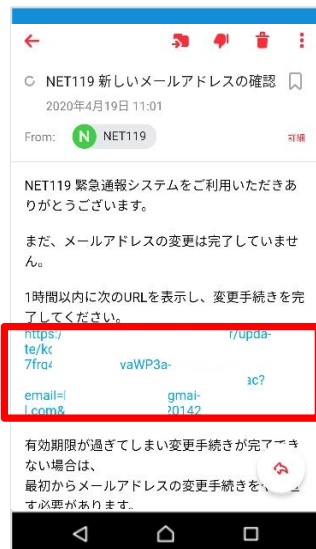 NET119 新しいメールアドレスの確認
2020年4月19日 11:01
From: N NET119
詳細
NET119 緊急通報システムをご利用いただきあ
りがとうございます。
まだ、メールアドレスの変更は完了していませ
ん。
1時間以内に次のURLを表示し、変更手続きを完
了してください。
https:/ r/upda-
te/kc
7frq vaWP3a-
ac?
email= gmai-
l.com& 20142
有効期限が過ぎてしまい変更手続きが完了でき
ない場合は、
最初からメールアドレスの変更手続きを
す必要があります。